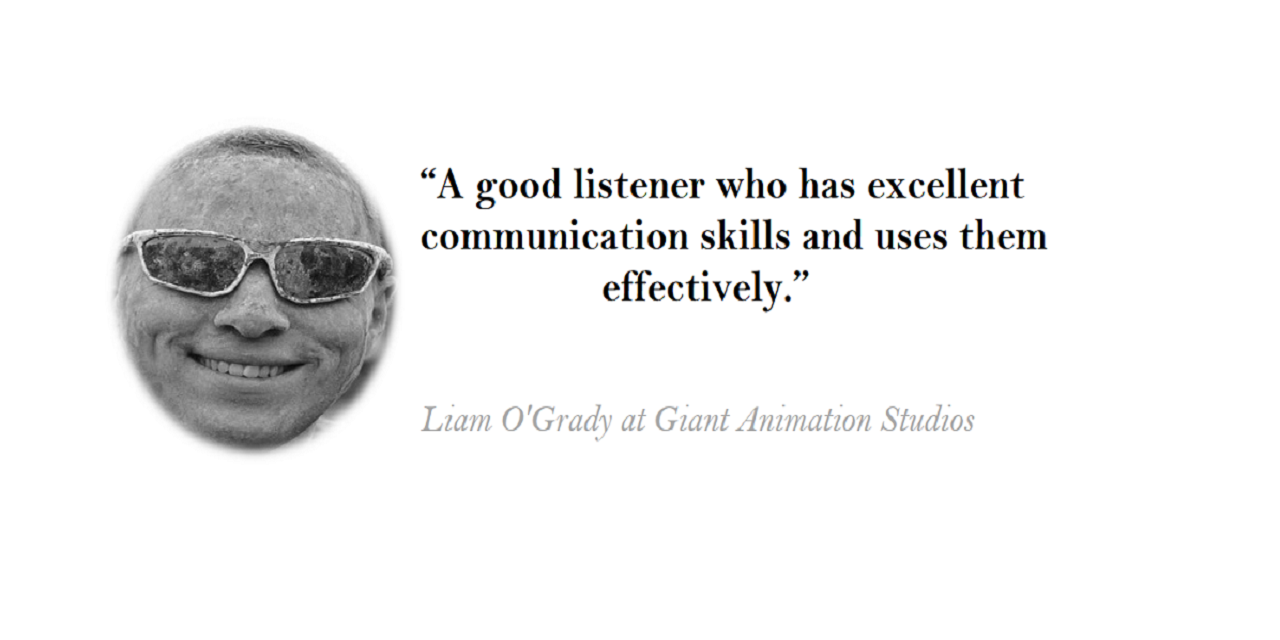 “A good listener who has excellent
communication skills and uses them
effectively.”
Liam O'Grady at Giant Animation Studios